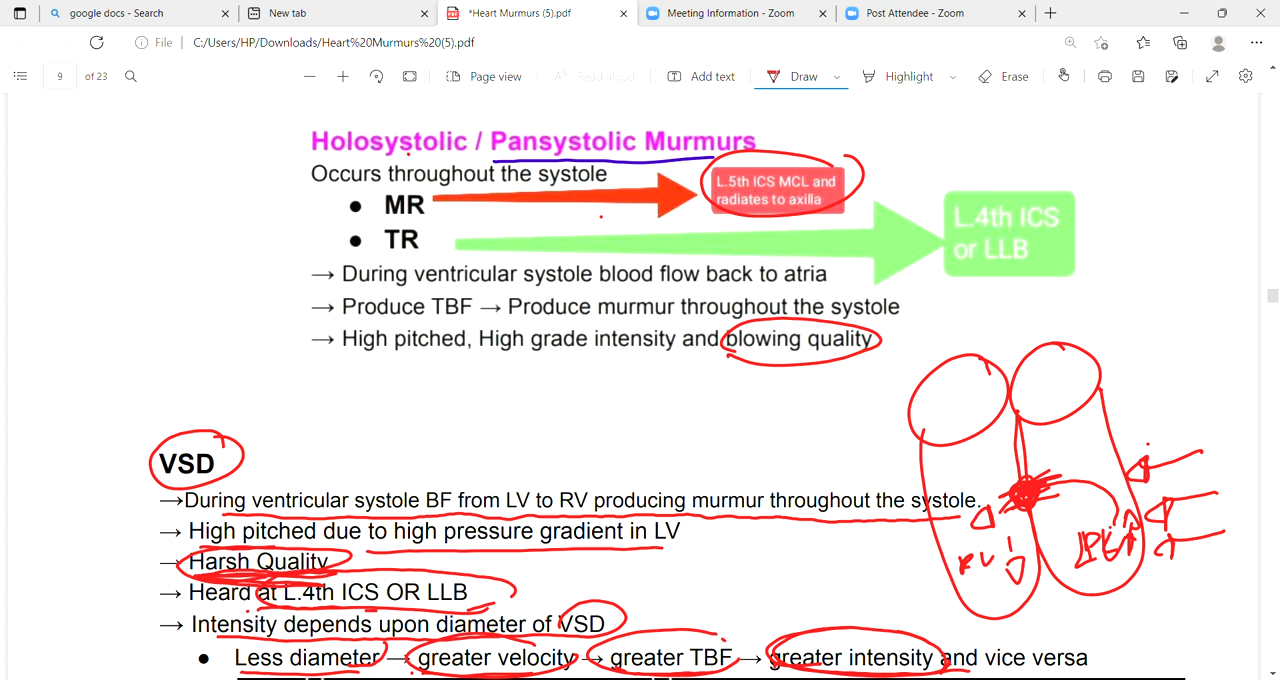 google docs - Search
New tab
*Heart Murmurs (5).pdf
Meeting Information - Zoom
Post Attendee - Zoom
File
C:/Users/HP/Downloads/Heart%20Murmurs%20(5).pdf
9 of 23
Page view
Read aloud
Add text
Draw
Highlight
Erase
Holosystolic / Pansystolic Murmurs
Occurs throughout the systole
L.5th ICS MCL and
radiates to axilla
● MR
L.4th ICS
or LLB
● TR
→ During ventricular systole blood flow back to atria
→ Produce TBF → Produce murmur throughout the systole
→ High pitched, High grade intensity and blowing quality
VSD
→During ventricular systole BF from LV to RV producing murmur throughout the systole.
→ High pitched due to high pressure gradient in LV
→ Harsh Quality
RV
→ Heard at L.4th ICS OR LLB
→ Intensity depends upon diameter of VSD
● Less diameter → greater velocity → greater TBF → greater intensity and vice versa